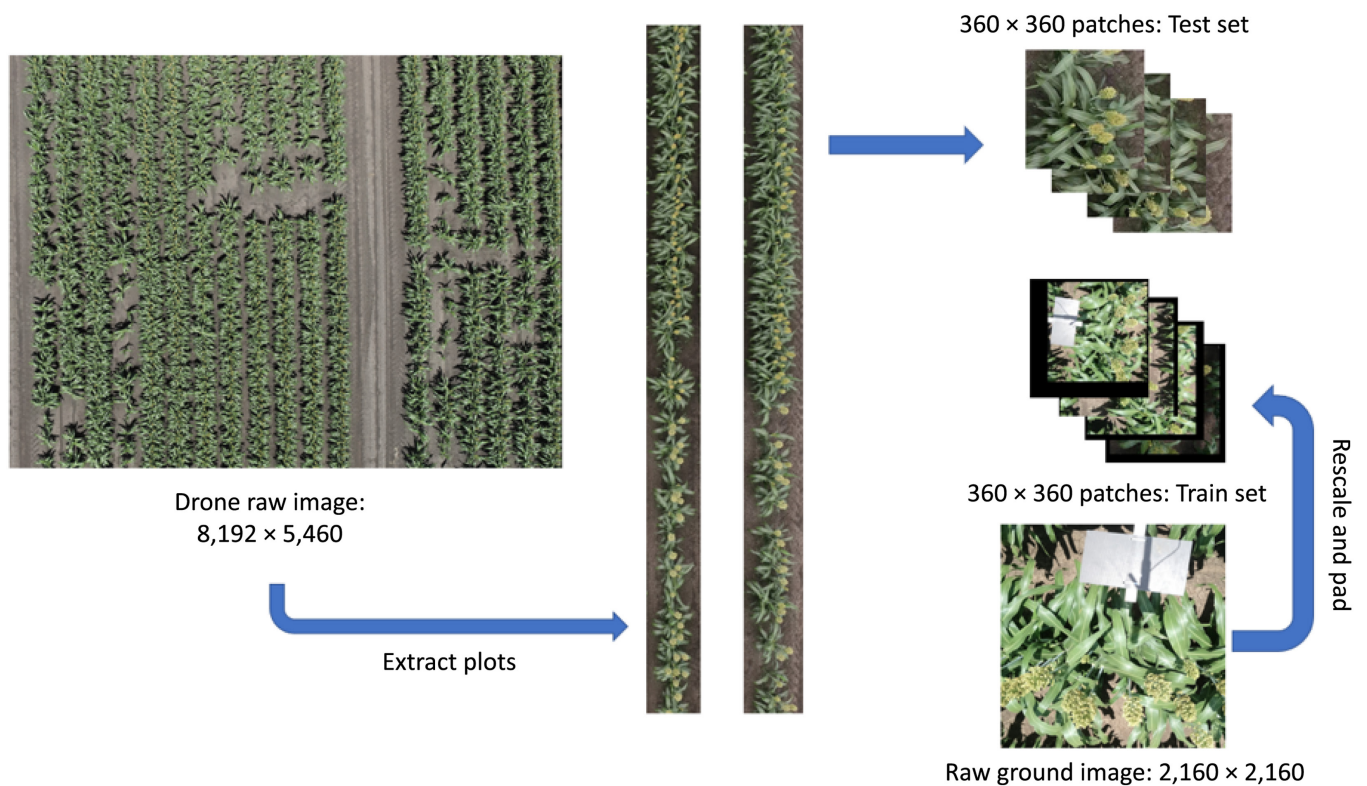 360 × 360 patches: Test set
Drone raw image:
8,192 × 5,460
Extract plots
360 × 360 patches: Train set
Rescale and pad
Raw ground image: 2,160 × 2,160